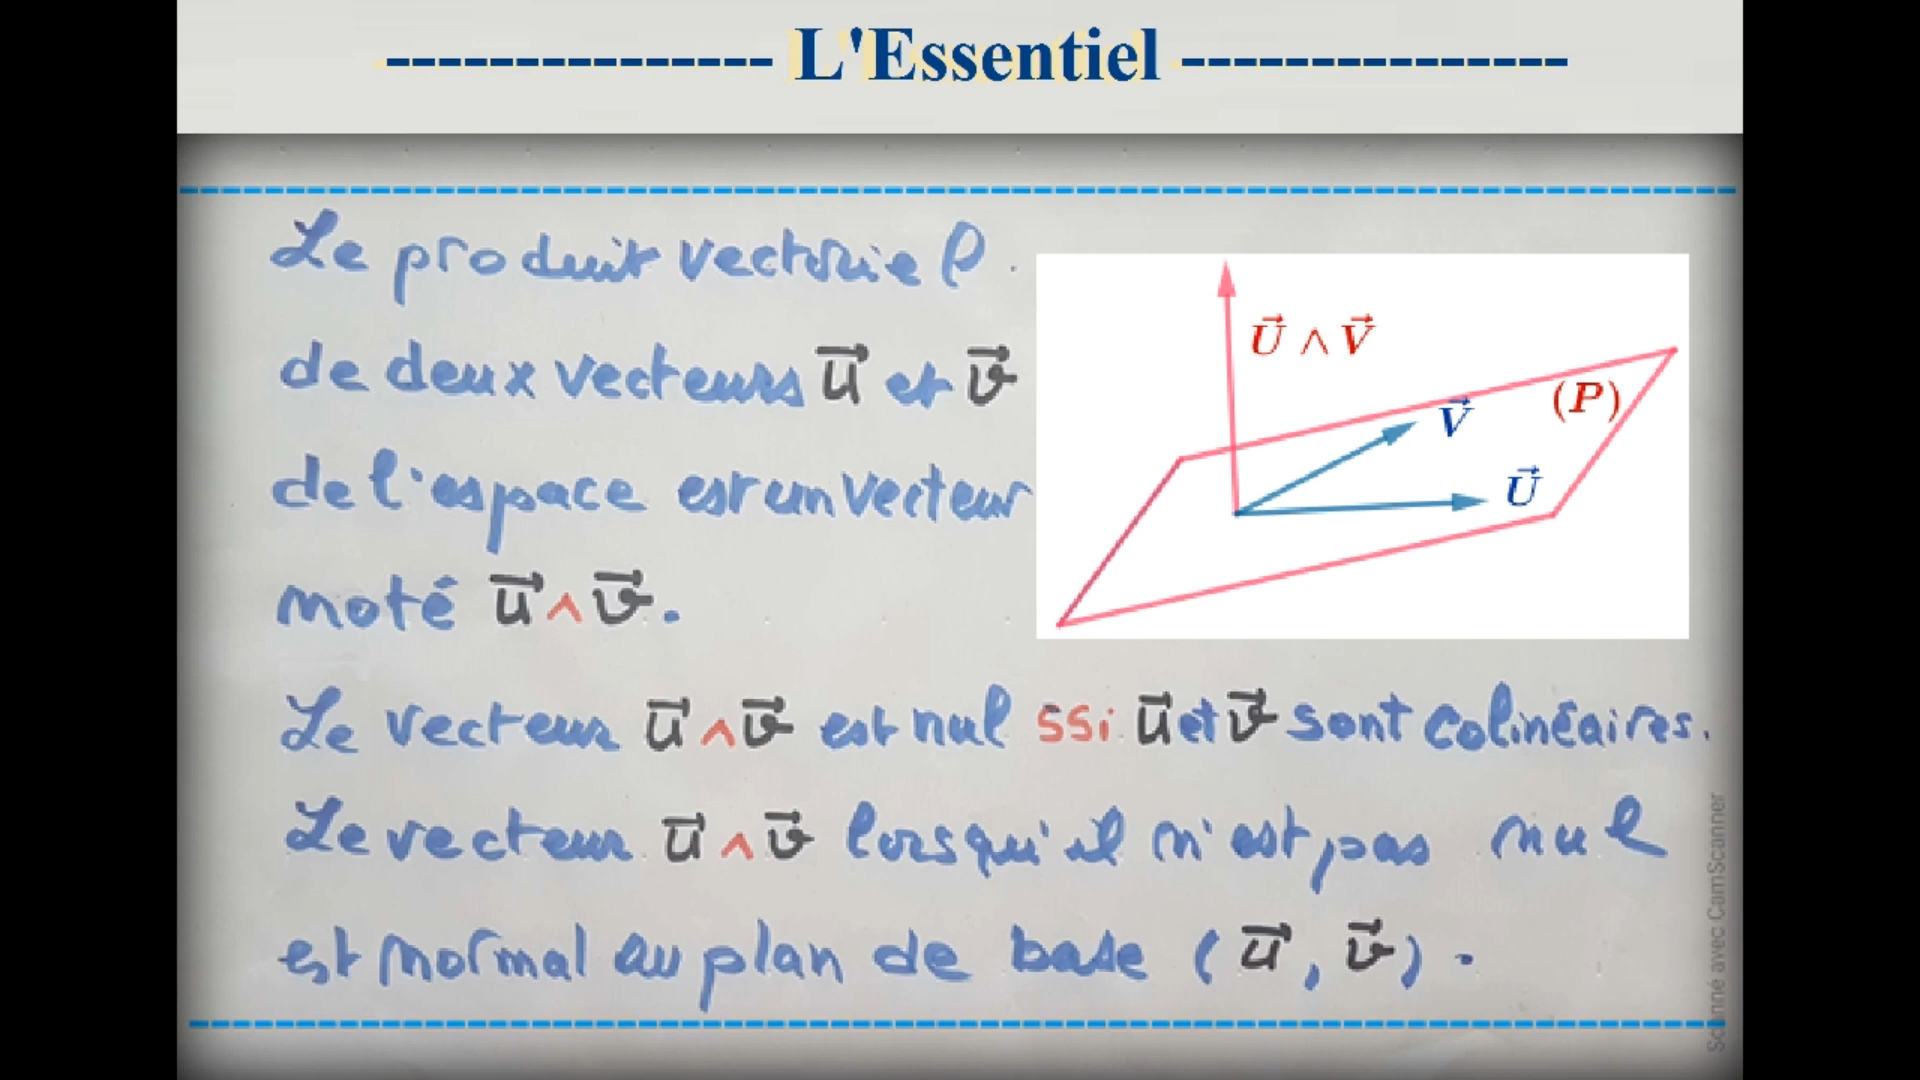 --------------- L'Essentiel ---------------
Le produit vectoriel
de deux vecteurs u⃗ et v⃗
de l'espace est un vecteur
noté u⃗ ∧ v⃗.
U⃗ ∧ V⃗
(P)
V⃗
U⃗
Le vecteur u⃗ ∧ v⃗ est nul ssi u⃗ et v⃗ sont colinéaires.
Le vecteur u⃗ ∧ v⃗ lorsqu'il n'est pas nul
est normal au plan de base (u⃗, v⃗).
Scanné avec CamScanner